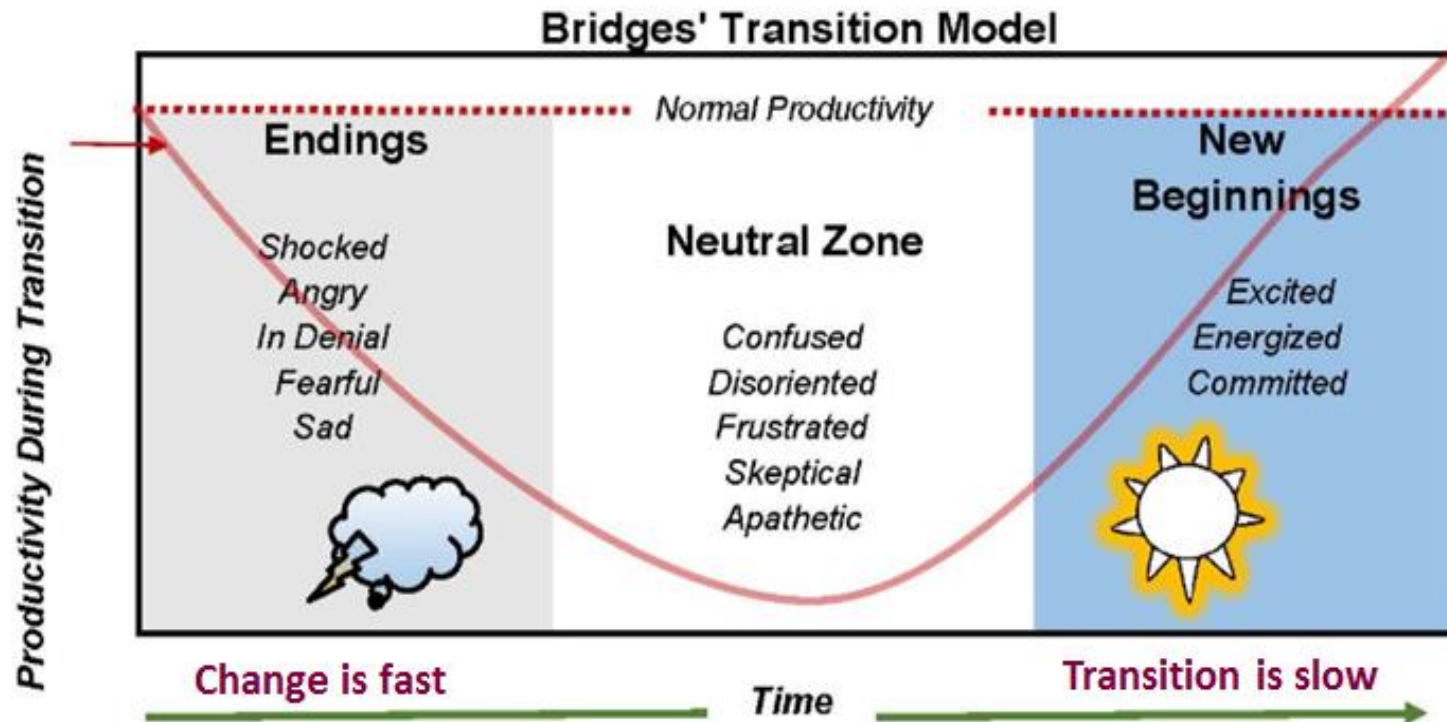 Bridges' Transition Model
Normal Productivity
Productivity During Transition
Endings
Shocked
Angry
In Denial
Fearful
Sad
Neutral Zone
Confused
Disoriented
Frustrated
Skeptical
Apathetic
New
Beginnings
Excited
Energized
Committed
Change is fast
Time
Transition is slow